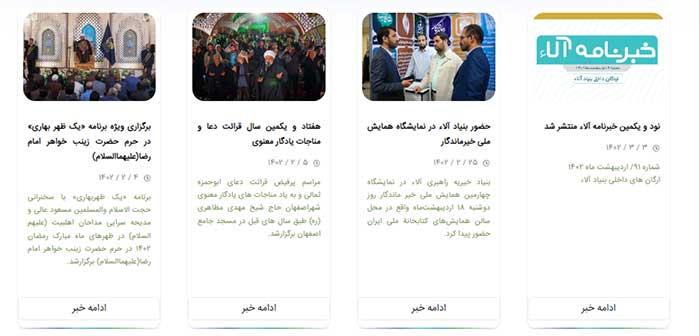 خبرنامه آلاء
ارگان داخلی بنیاد آلاء
نود و یکمین خبرنامه آلاء منتشر شد
۱۴۰۲ / ۳ / ۳
شماره ۹۱/ اردیبهشت ماه ۱۴۰۲
ارگان های داخلی بنیاد آلاء
ادامه خبر
حضور بنیاد آلاء در نمایشگاه همایش
ملی خیرماندگار
۱۴۰۲ / ۲ / ۲۵
بنیاد خیریه راهبری آلاء در نمایشگاه
چهارمین همایش ملی خیر ماندگار روز
دوشنبه ۱۸ اردیبهشت‌ماه واقع در محل
سالن همایش‌های کتابخانهٔ ملی ایران
حضور پیدا کرد.
ادامه خبر
هفتاد و یکمین سال قرائت دعا و
مناجات یادگار معنوی
۱۴۰۲ / ۲ / ۵
مراسم پرفیض قرائت دعای ابوحمزه
ثمالی و به یاد مناجات های یادگار معنوی
شهراصفهان حاج شیخ مهدی مظاهری
(ره) طبق سال های قبل در مسجد جامع
اصفهان برگزارشد.
ادامه خبر
برگزاری ویژه برنامه «یک ظهر بهاری»
در حرم حضرت زینب خواهر امام
رضا(علیهماالسلام)
۱۴۰۲ / ۲ / ۴
برنامه «یک ظهربهاری» با سخنرانی
حجت الاسلام والمسلمین مسعود عالی و
مدیحه سرایی مداحان اهلبیت (علیهم
السلام) در ظهرهای ماه مبارک رمضان
۱۴۰۲ در حرم حضرت زینب خواهر امام
رضا(علیهماالسلام) برگزارشد.
ادامه خبر